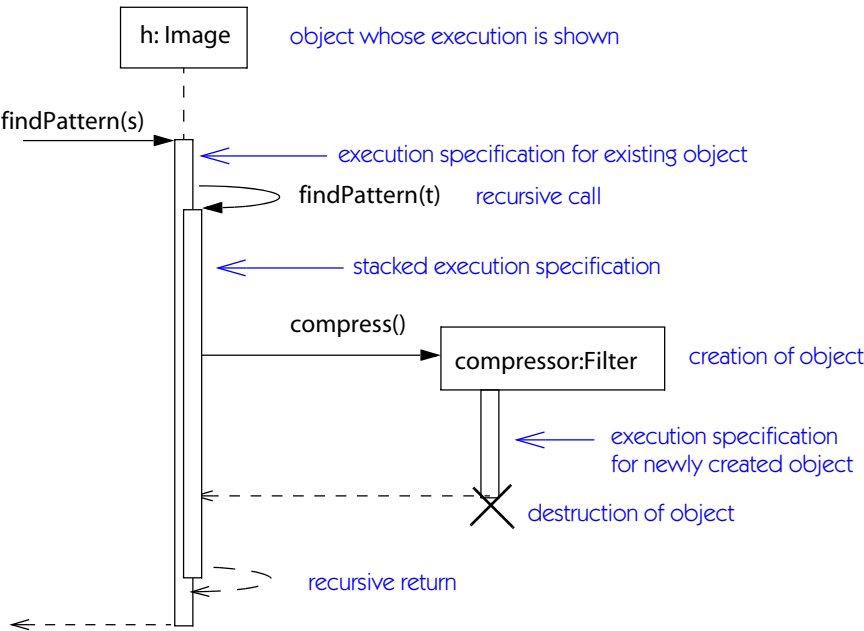 h: Image
object whose execution is shown
findPattern(s)
execution specification for existing object
findPattern(t)
recursive call
stacked execution specification
compress()
compressor:Filter
creation of object
execution specification
for newly created object
destruction of object
recursive return